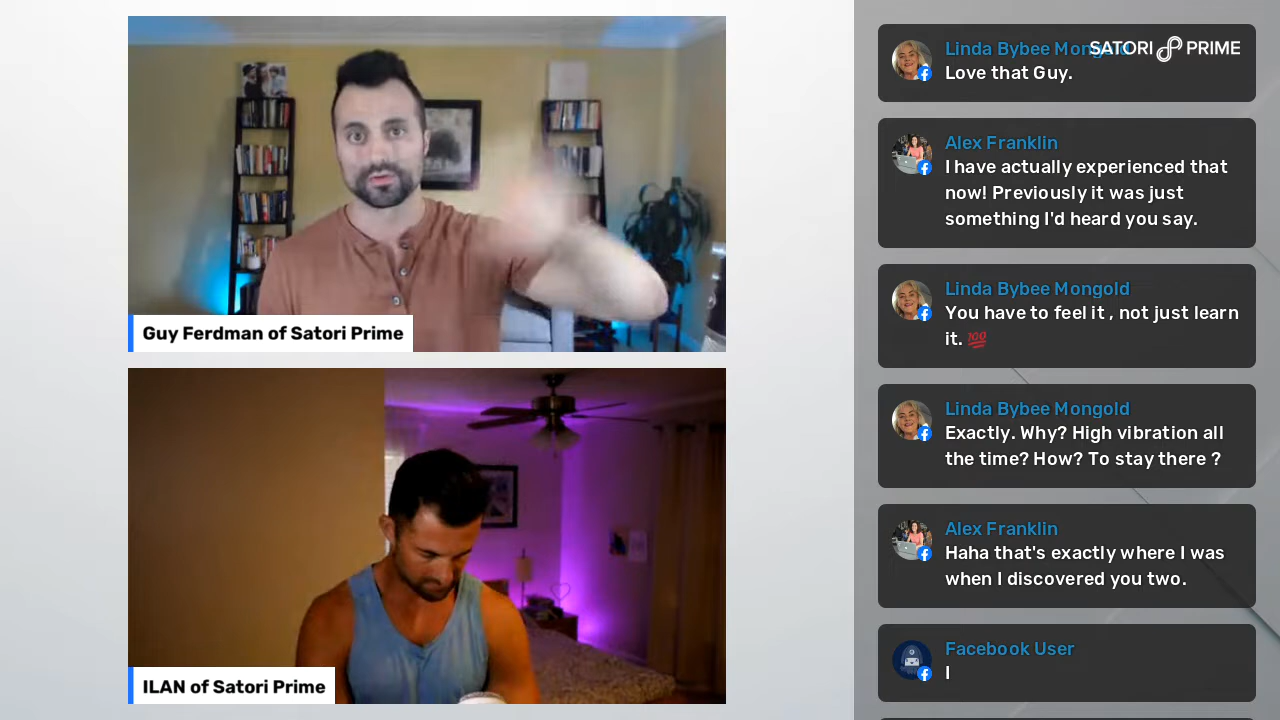 Guy Ferdman of Satori Prime
ILAN of Satori Prime
SATORI PRIME
Linda Bybee Mongold
Love that Guy.
Alex Franklin
I have actually experienced that
now! Previously it was just
something I'd heard you say.
Linda Bybee Mongold
You have to feel it , not just learn
it. 💯
Linda Bybee Mongold
Exactly. Why? High vibration all
the time? How? To stay there ?
Alex Franklin
Haha that's exactly where I was
when I discovered you two.
Facebook User
I